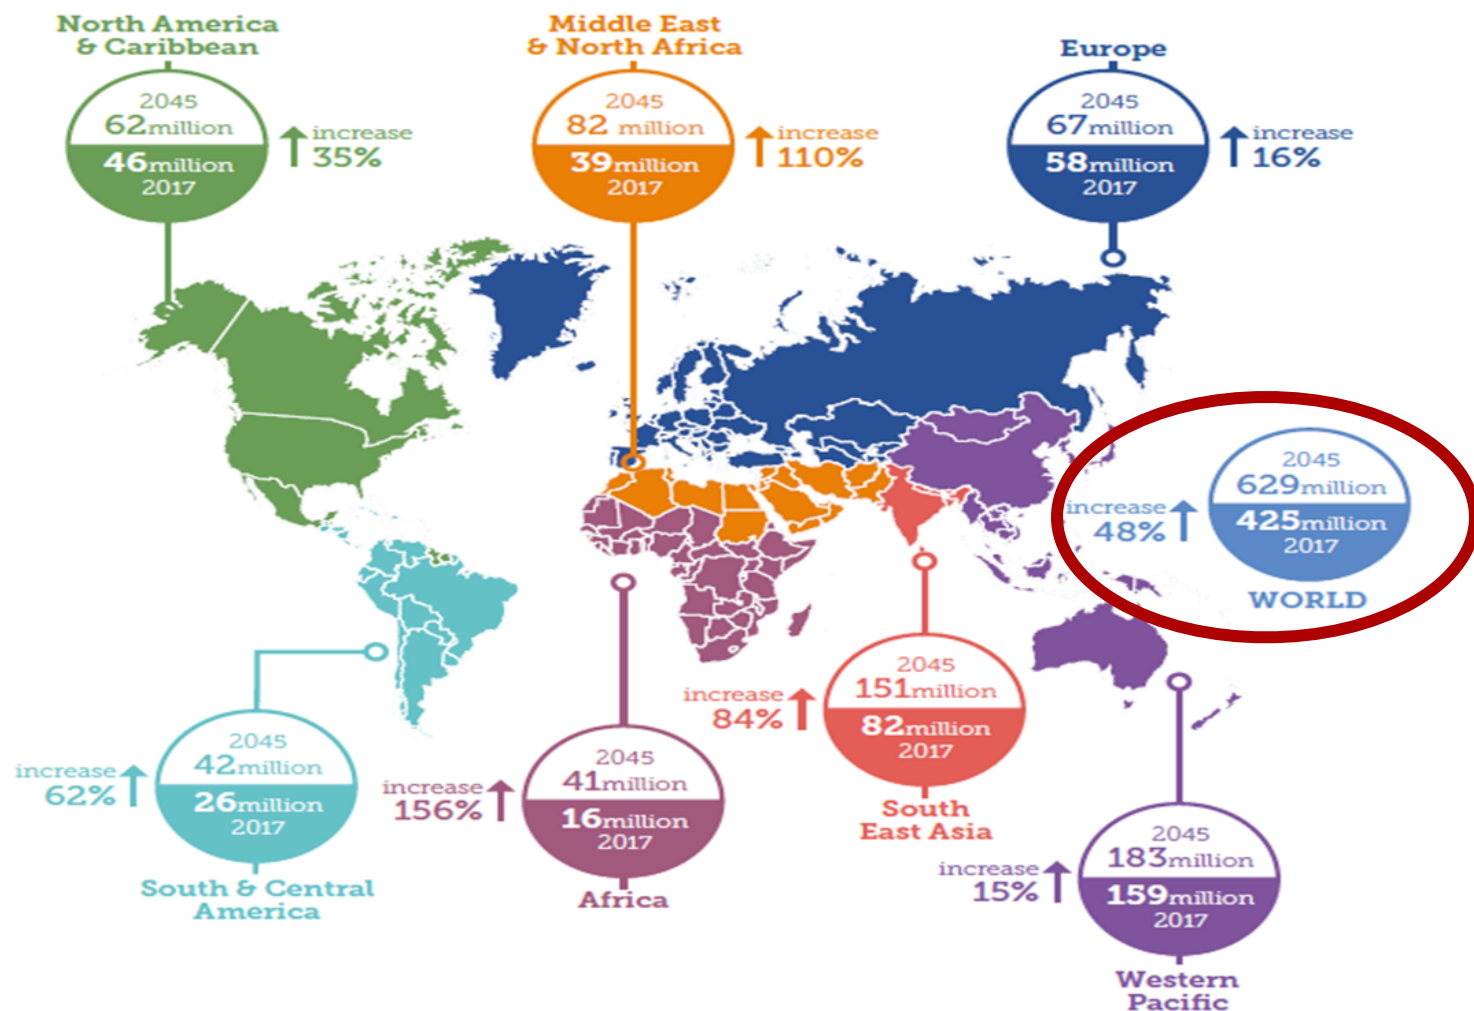 North America
& Caribbean
2045
62million
46million
2017
increase
35%
Middle East
& North Africa
2045
82 million
39million
2017
increase
110%
Europe
2045
67million
58million
2017
increase
16%
2045
629million
425million
2017
WORLD
increase
48%
2045
42million
26million
2017
increase
62%
South & Central
America
2045
41million
16million
2017
increase
156%
Africa
2045
151million
82million
2017
increase
84%
South
East Asia
2045
183million
159million
2017
increase
15%
Western
Pacific